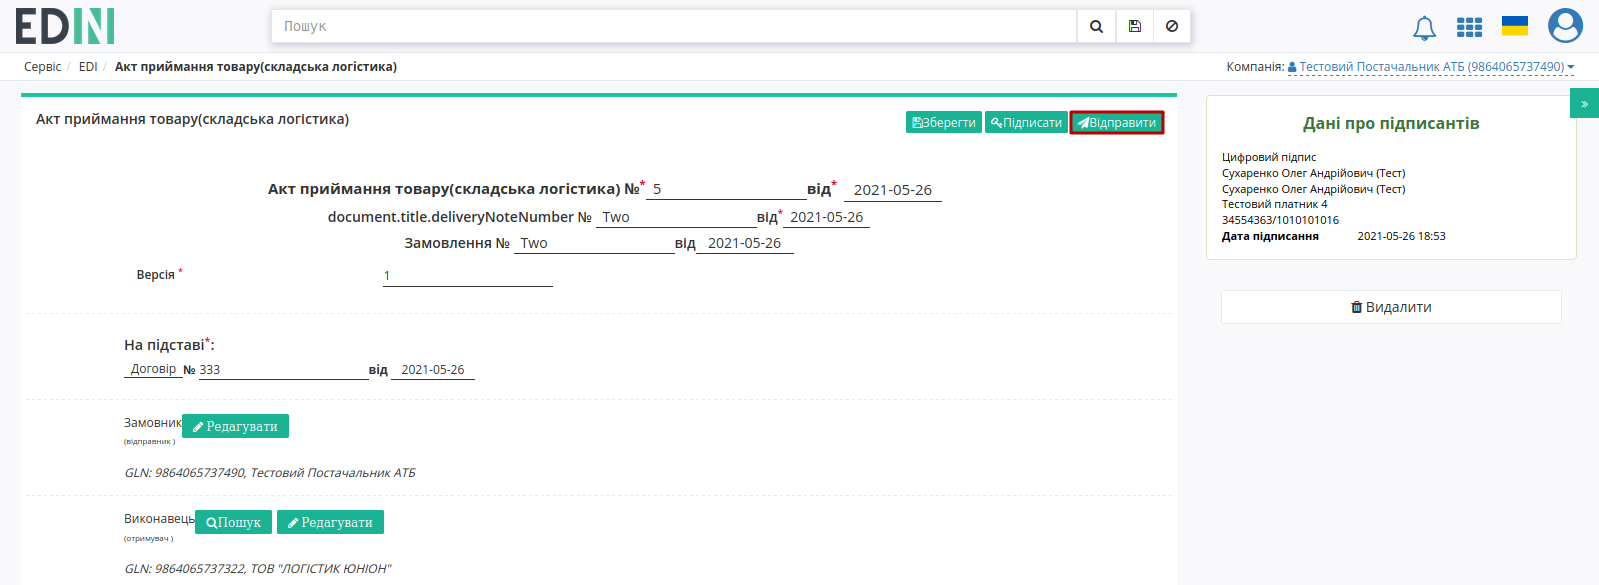 EDIN
Пошук
Сервіс / EDI / Акт приймання товару(складська логістика)
Компанія: Тестовий Постачальник АТБ (9864065737490)
Акт приймання товару(складська логістика)
Зберегти Підписати Відправити
»
Акт приймання товару(складська логістика) №* 5 від* 2021-05-26
document.title.deliveryNoteNumber № Two від* 2021-05-26
Замовлення № Two від 2021-05-26
Версія * 1
На підставі*:
Договір № 333 від 2021-05-26
Замовник Редагувати
(відправник )
GLN: 9864065737490, Тестовий Постачальник АТБ
Виконавець Пошук Редагувати
(отримувач )
GLN: 9864065737322, ТОВ "ЛОГІСТИК ЮНІОН"
Дані про підписантів
Цифровий підпис
Сухаренко Олег Андрійович (Тест)
Сухаренко Олег Андрійович (Тест)
Тестовий платник 4
34554363/1010101016
Дата підписання 2021-05-26 18:53
Видалити